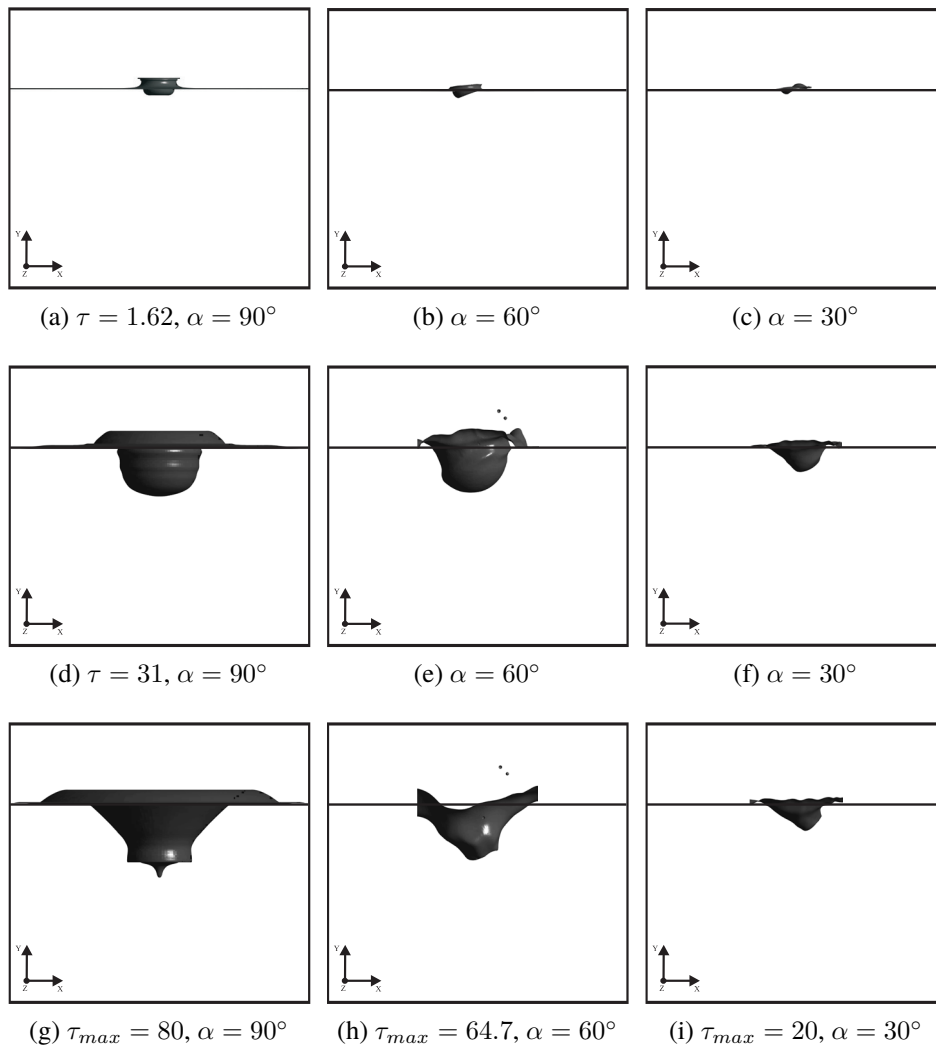 Y
Z X
Y
Z X
Y
Z X
(a) τ = 1.62, α = 90°
(b) α = 60°
(c) α = 30°
Y
Z X
Y
Z X
Y
Z X
(d) τ = 31, α = 90°
(e) α = 60°
(f) α = 30°
Y
Z X
Y
Z X
Y
Z X
(g) τmax = 80, α = 90°
(h) τmax = 64.7, α = 60°
(i) τmax = 20, α = 30°